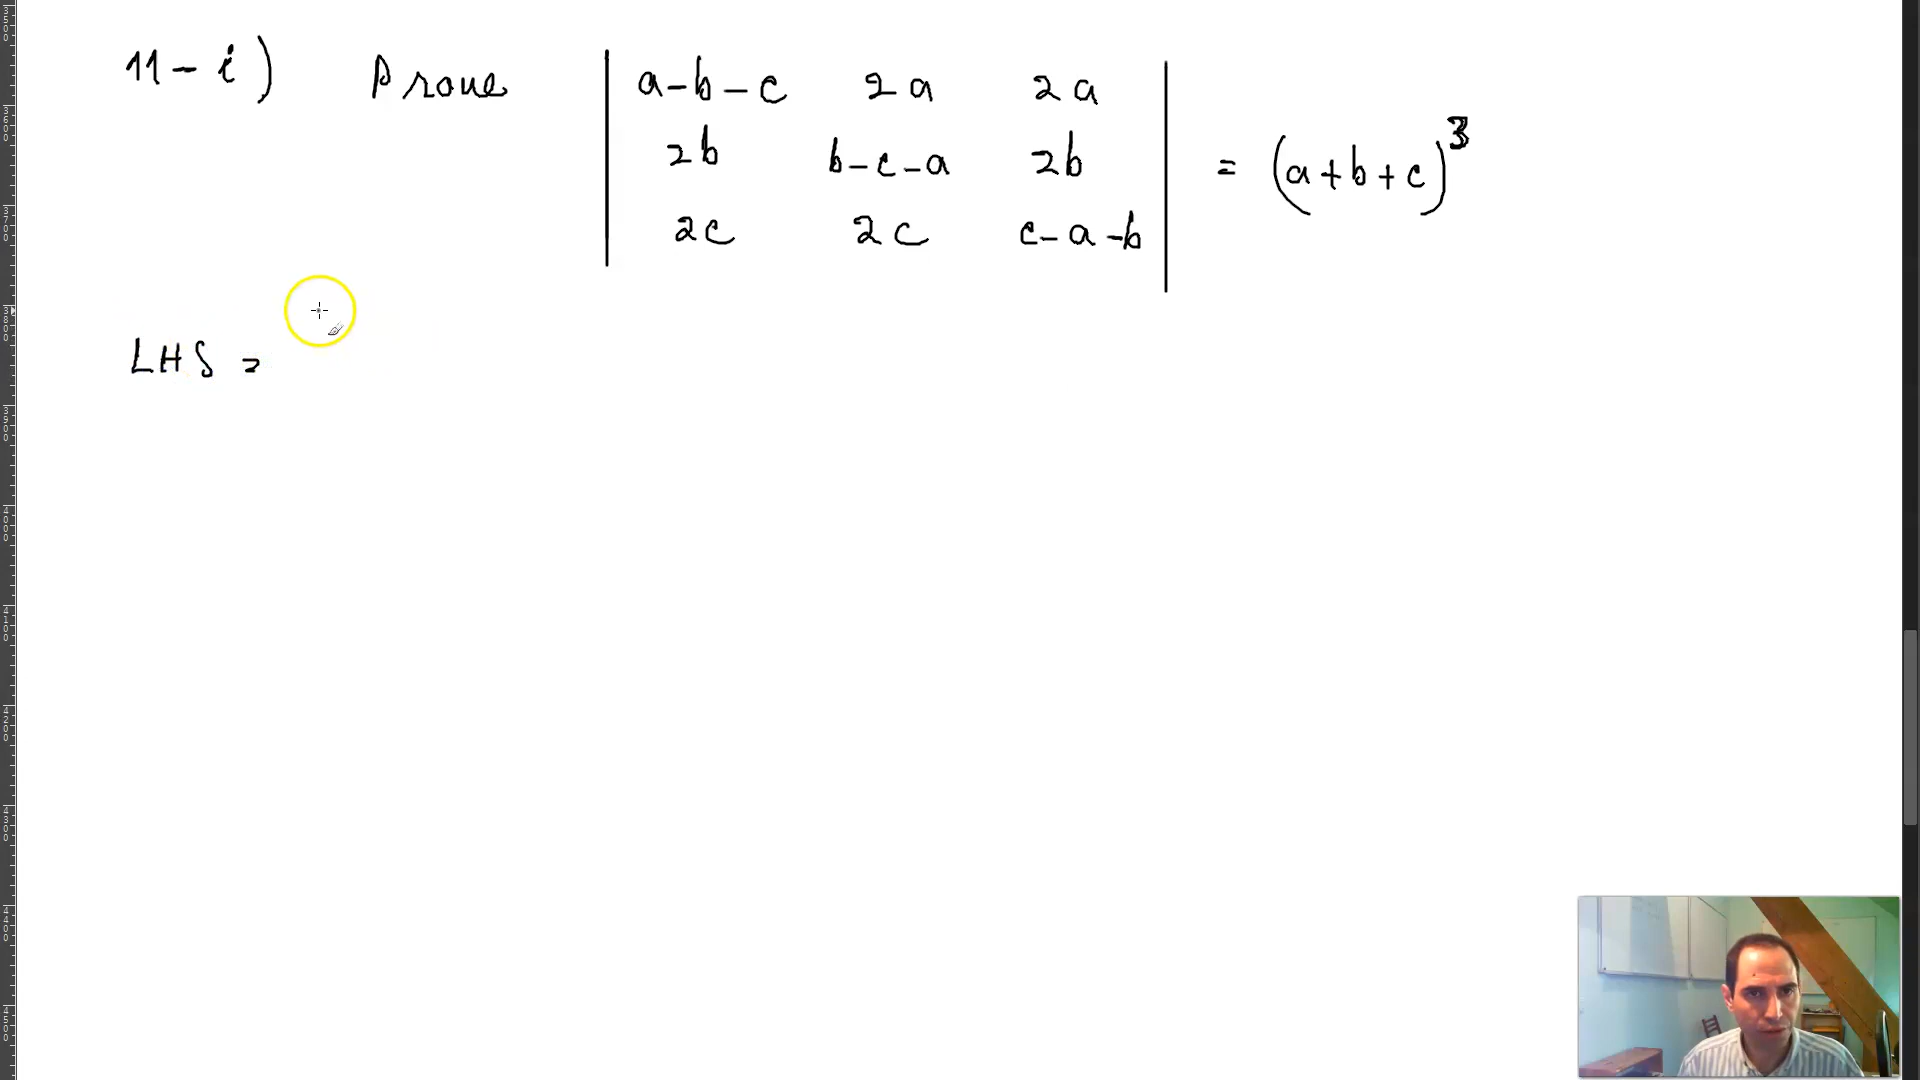 11-i) Prove
a-b-c 2a 2a
2b b-c-a 2b = (a+b+c)^3
2c 2c c-a-b
LHS =